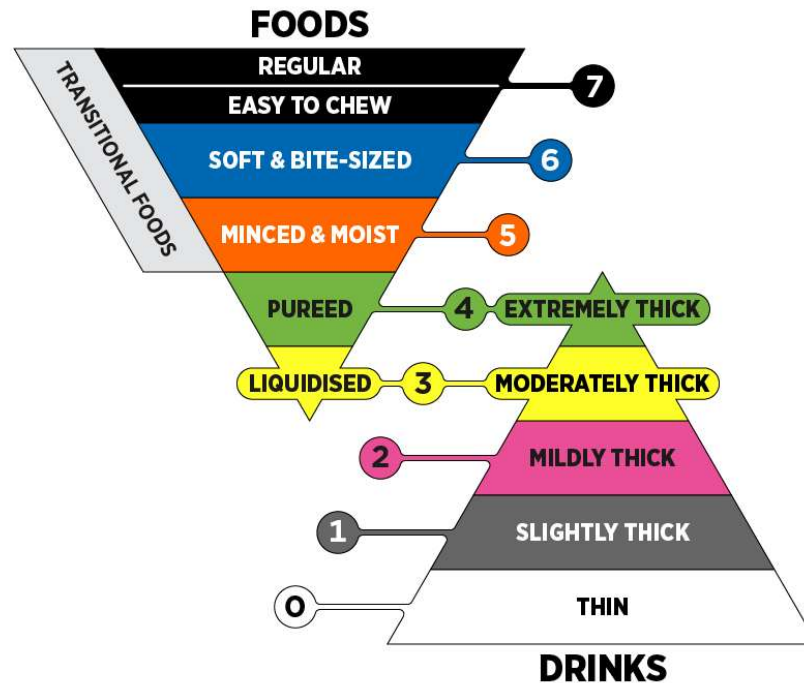 FOODS
TRANSITIONAL FOODS
REGULAR
EASY TO CHEW
7
SOFT & BITE-SIZED
6
MINCED & MOIST
5
PUREED
4
EXTREMELY THICK
LIQUIDISED
3
MODERATELY THICK
2
MILDLY THICK
1
SLIGHTLY THICK
0
THIN
DRINKS